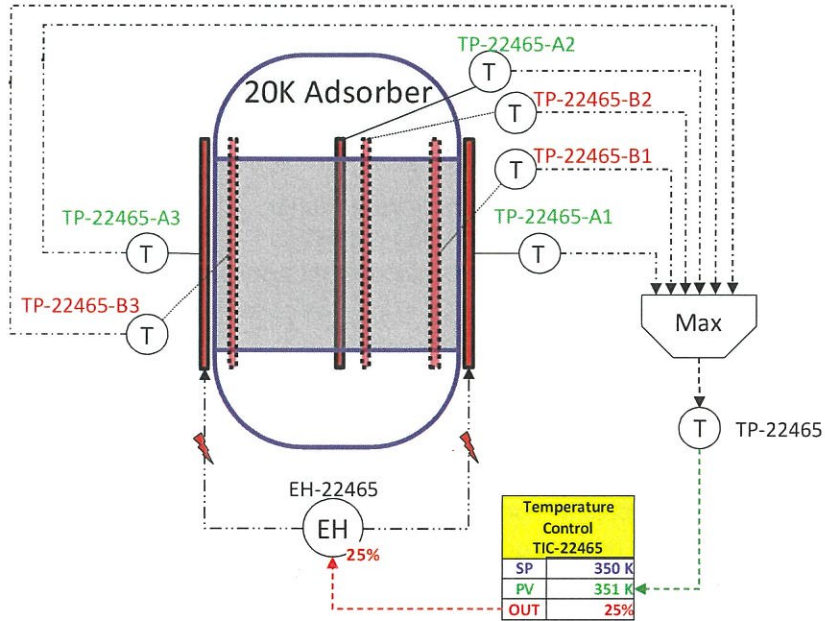 TP-22465-A2
T
20K Adsorber
TP-22465-B2
T
TP-22465-B1
T
TP-22465-A3
T
TP-22465-A1
T
TP-22465-B3
T
Max
T
TP-22465
EH-22465
EH
25%
Temperature
Control
TIC-22465
SP 350 K
PV 351 K
OUT 25%